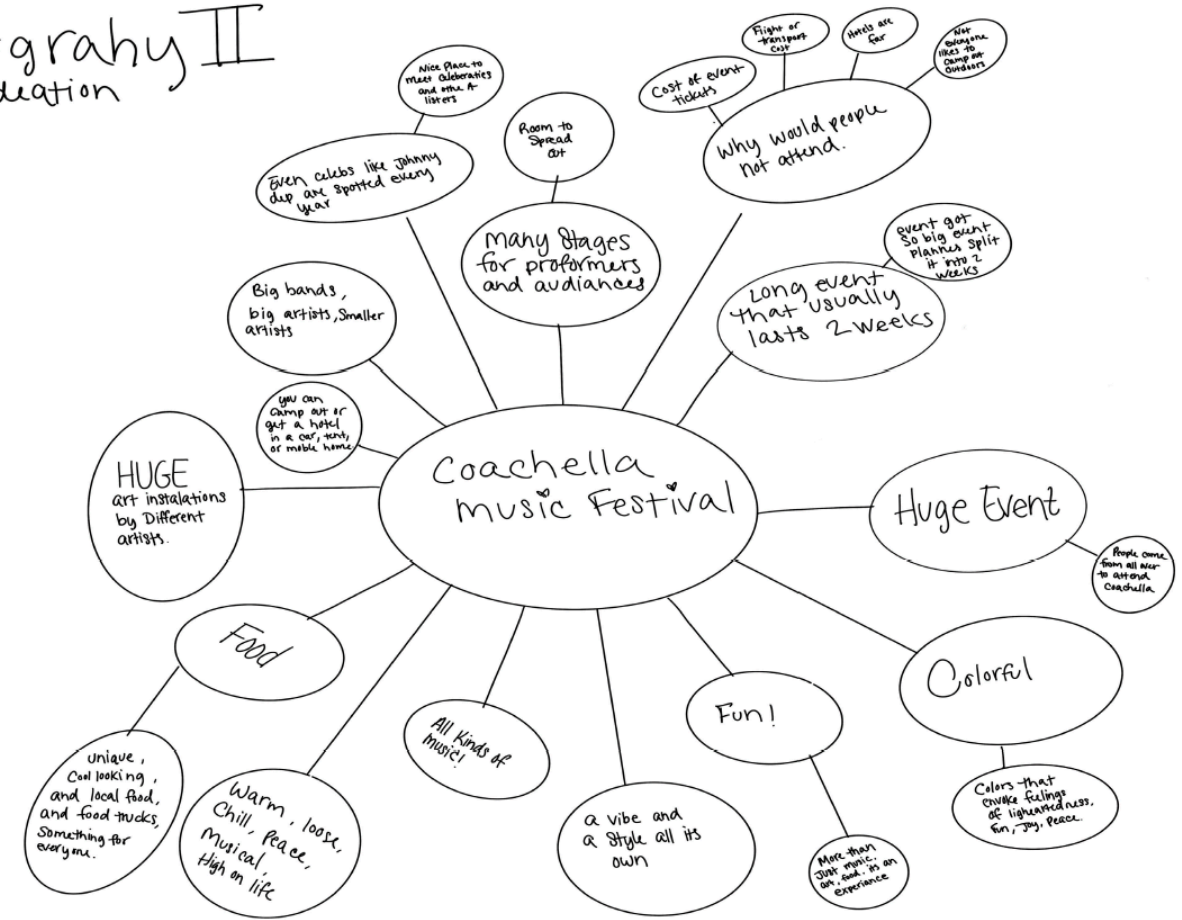 grahy II
deation
Nice Place to
meet Celeberaties
and othe A
listers
Even celebs like Johnny
dep are spotted every
year
Room to
Spread
out
many Stages
for proformers
and audiances
Cost of event
tickets
Flight or
transport
cost
Hotels are
far
Not
everyone
likes to
camp out
outdoors
Why would people
not attend.
event got
So big event
plannes split
it into 2
weeks
Long event
that usually
lasts 2 weeks
Big bands,
big artists, Smaller
artists
you can
camp out or
get a hotel
in a car, tent,
or moble home.
HUGE
art instalations
by Different
artists.
Coachella
music Festival
Huge Event
People come
from all over
to attend
Coachella
Food
unique,
Cool looking,
and local food,
and food trucks,
Something for
everyone.
Warm, loose,
Chill, Peace,
Musical,
High on life
All Kinds of
music!
a vibe and
a Style all its
own
Fun!
More than
Just music,
art, food. its an
experiance
Colorful
Colors that
envoke feelings
of ligheartedness,
Fun, Joy, Peace.